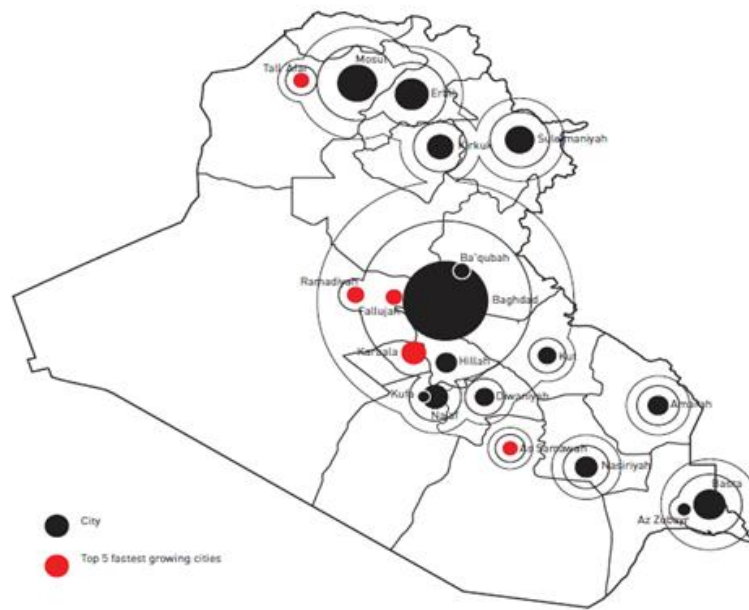 Mosul
Tall 'Afar
Erbil
Kirkuk
Sulaymaniyah
Ba'qubah
Ramadiyah
Baghdad
Fallujah
Karbala
Hillah
Kut
Kufa
Diwaniyah
Najaf
Amarah
As Samawah
Nasiriyah
Basra
Az Zubayr
City
Top 5 fastest growing cities